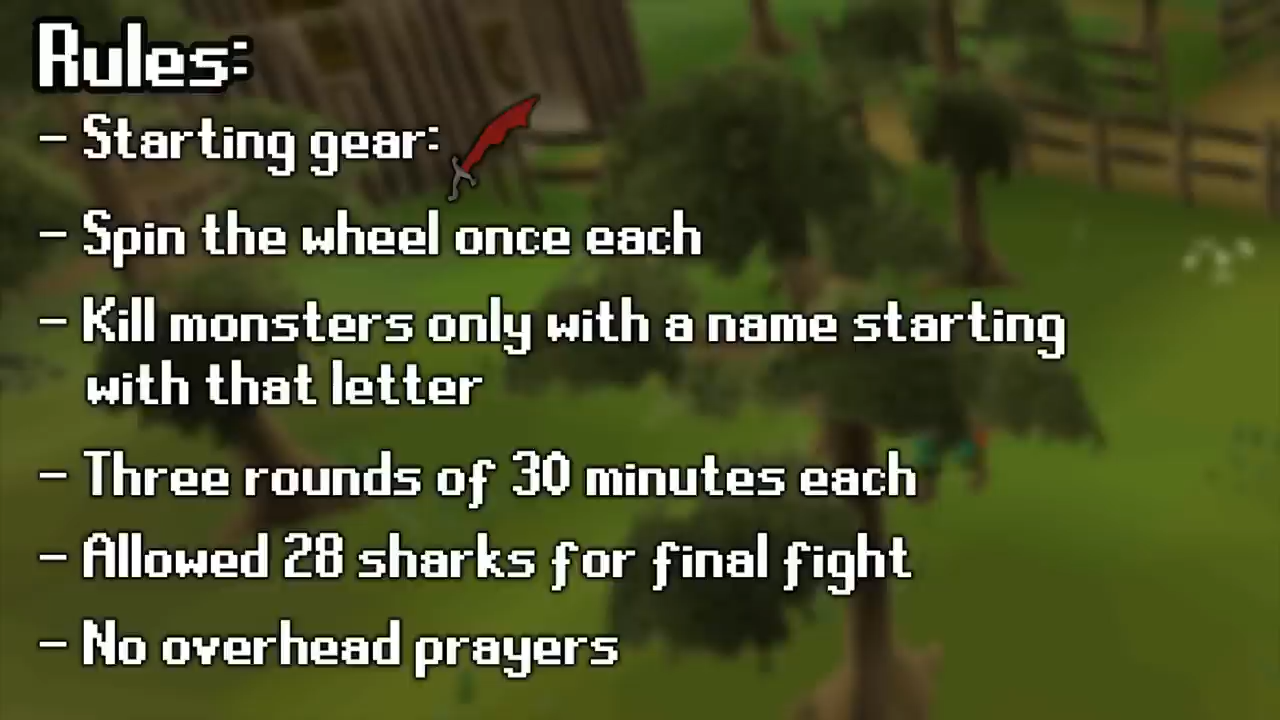 Rules:
- Starting gear:
- Spin the wheel once each
- Kill monsters only with a name starting
with that letter
- Three rounds of 30 minutes each
- Allowed 28 sharks for final fight
- No overhead prayers